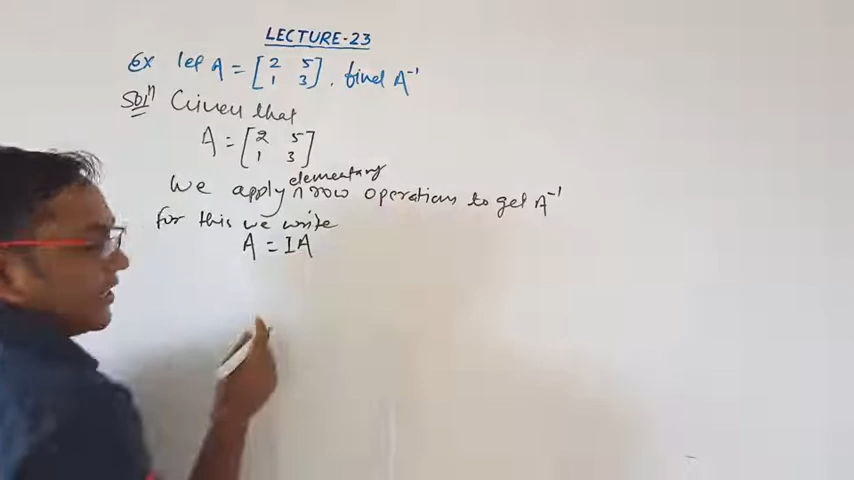 LECTURE-23
Ex let A = [2 5
1 3]. find A⁻¹
Solⁿ Given that
A = [2 5
1 3]
We apply ∧ elementary row operations to get A⁻¹
for this we write
A = IA